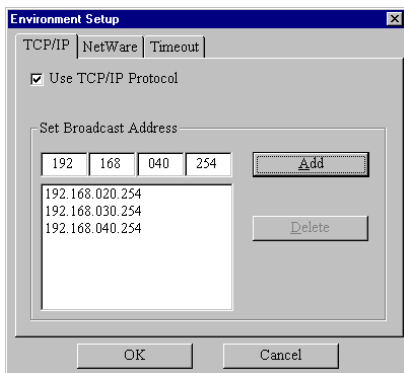 Environment Setup
TCP/IP NetWare Timeout
Use TCP/IP Protocol
Set Broadcast Address
192 168 040 254 Add
192.168.020.254
192.168.030.254
192.168.040.254
Delete
OK Cancel